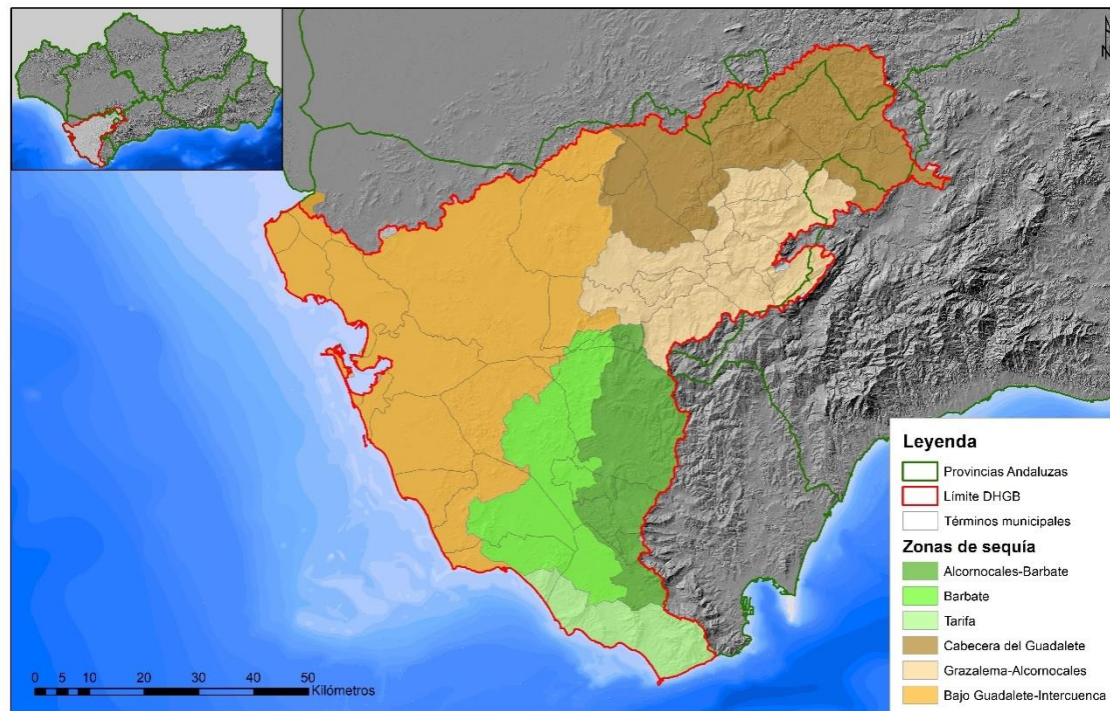 N
Leyenda
Provincias Andaluzas
Límite DHGB
Términos municipales
Zonas de sequía
Alcornocales-Barbate
Barbate
Tarifa
Cabecera del Guadalete
Grazalema-Alcornocales
Bajo Guadalete-Intercuenca
0 5 10 20 30 40 50
Kilómetros